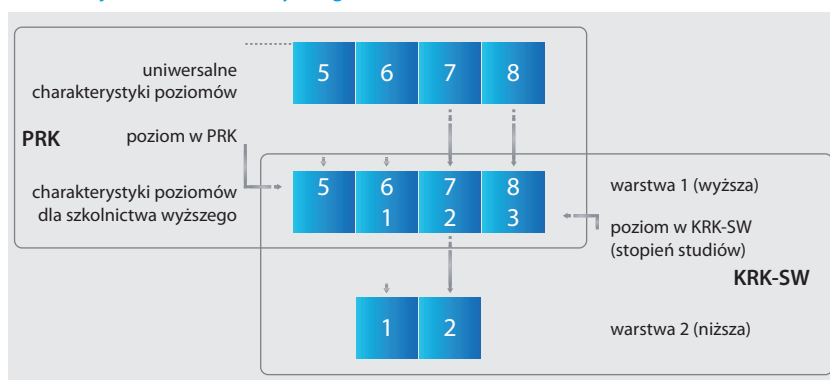 uniwersalne
charakterystyki poziomów
5 6 7 8
PRK
poziom w PRK
charakterystyki poziomów
dla szkolnictwa wyższego
5 6 7 8
1 2 3
warstwa 1 (wyższa)
poziom w KRK-SW
(stopień studiów)
KRK-SW
1 2
warstwa 2 (niższa)